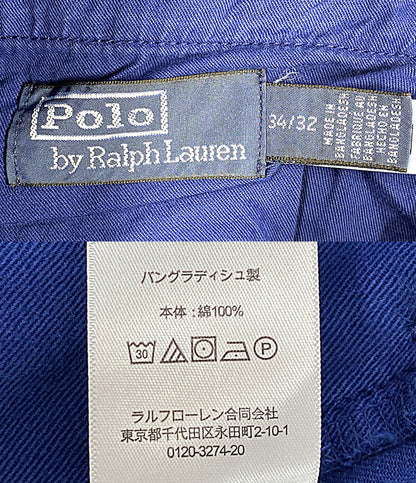 Polo
by Ralph Lauren
34/32
MADE IN
BANGLADESH
FABRIQUE AU
BANGLADESH
HECHO EN
BANGLADESH
バングラディシュ製
本体：綿100%
30 P
ラルフローレン合同会社
東京都千代田区永田町2-10-1
0120-3274-20